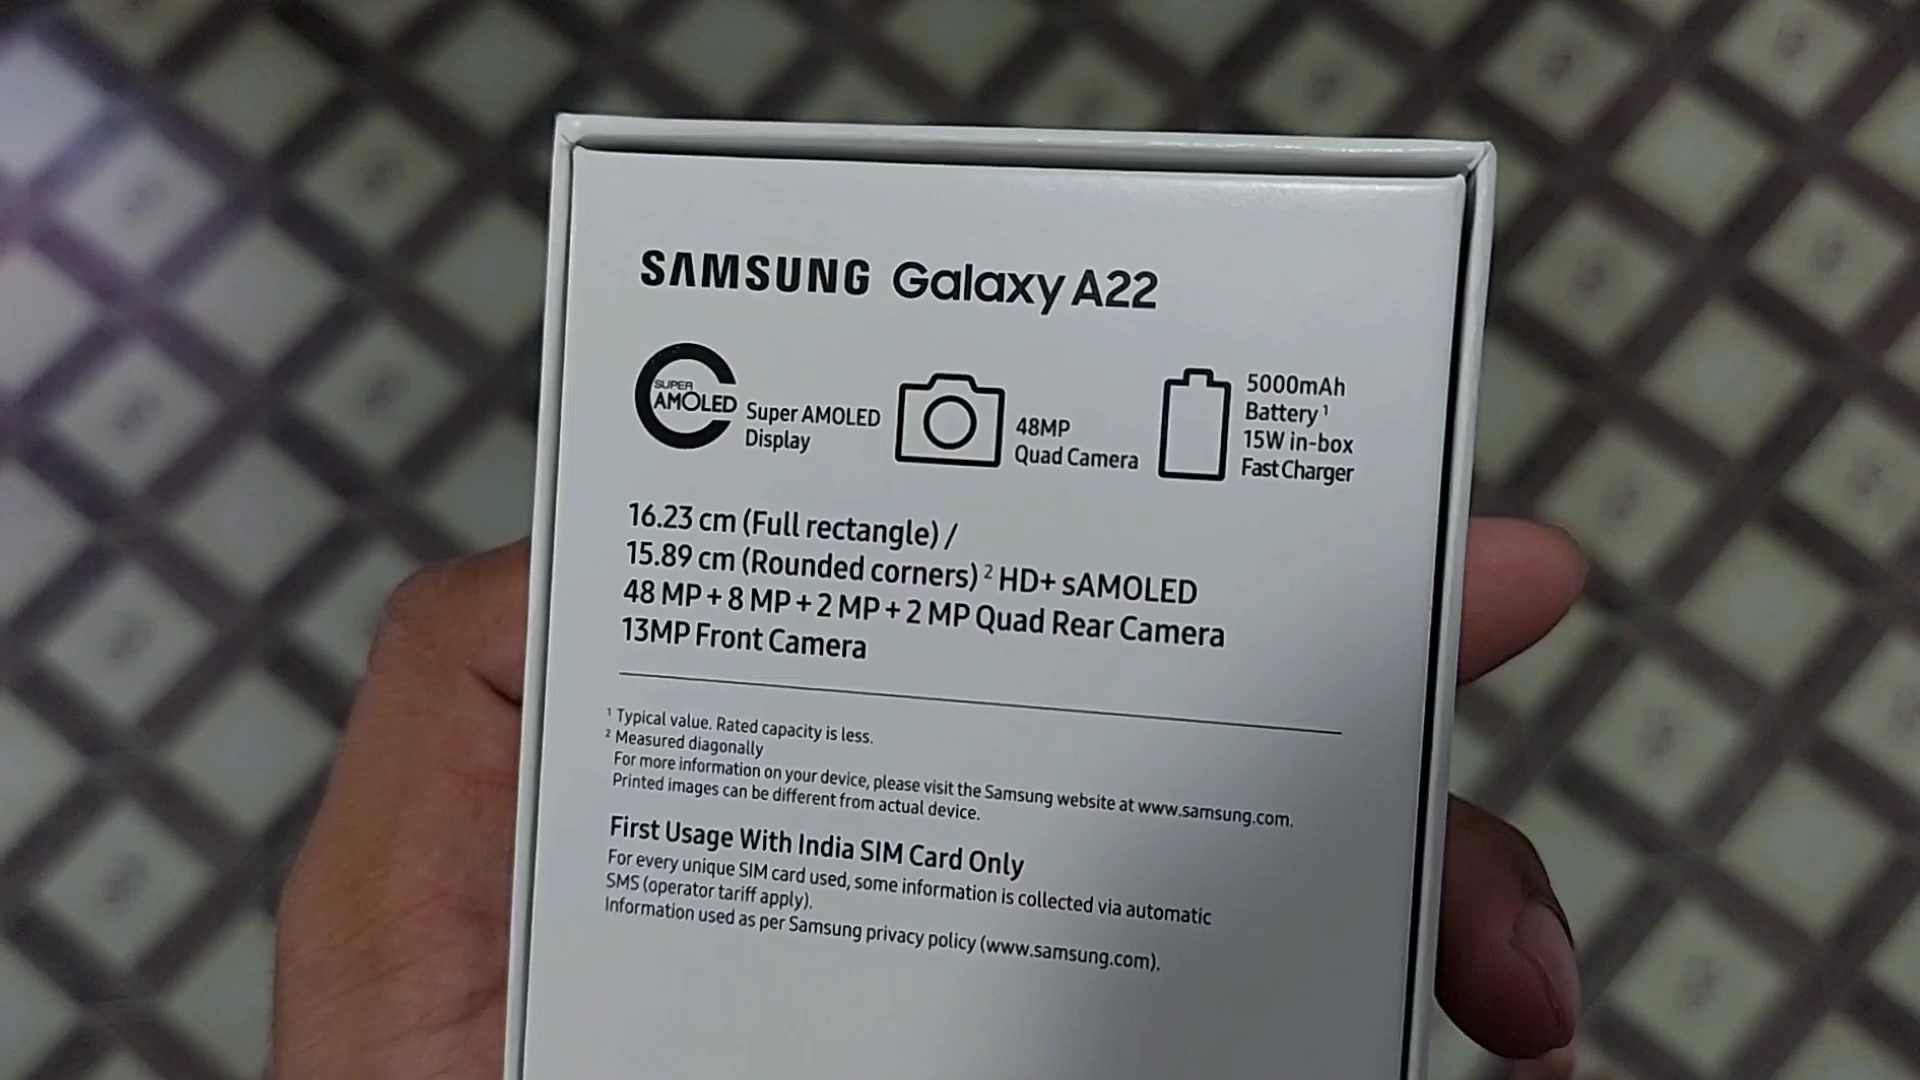 SAMSUNG Galaxy A22
SUPER
AMOLED
Super AMOLED
Display
48MP
Quad Camera
5000mAh
Battery ¹
15W in-box
Fast Charger
16.23 cm (Full rectangle) /
15.89 cm (Rounded corners) ² HD+ sAMOLED
48 MP + 8 MP + 2 MP + 2 MP Quad Rear Camera
13MP Front Camera
¹ Typical value. Rated capacity is less.
² Measured diagonally
For more information on your device, please visit the Samsung website at www.samsung.com.
Printed images can be different from actual device.
First Usage With India SIM Card Only
For every unique SIM card used, some information is collected via automatic
SMS (operator tariff apply).
Information used as per Samsung privacy policy (www.samsung.com).